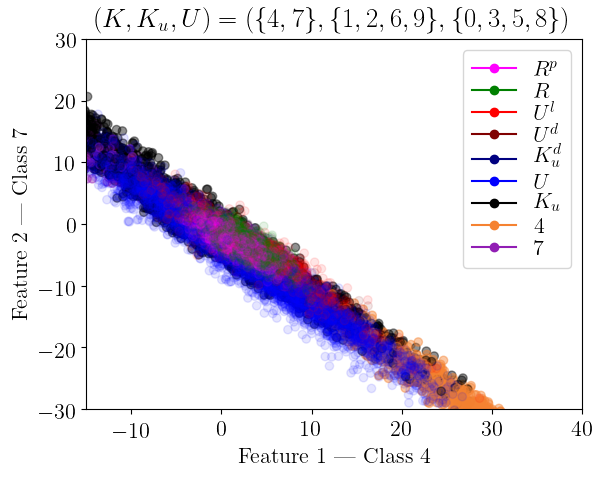 (K, K_u, U) = ({4, 7}, {1, 2, 6, 9}, {0, 3, 5, 8})
30
20
10
0
−10
−20
−30
Feature 2 — Class 7
R^p
R
U^l
U^d
K_u^d
U
K_u
4
7
−10
0
10
20
30
40
Feature 1 — Class 4